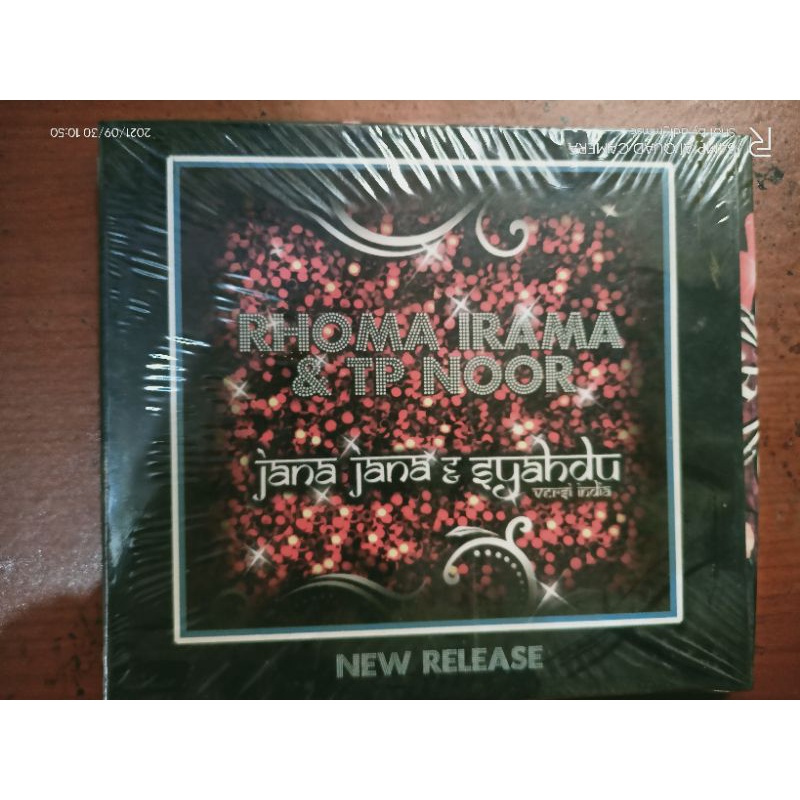 2021/09/30 10:50
RHOMA IRAMA
& TP NOOR
jana jana & syahdu
versi india
NEW RELEASE